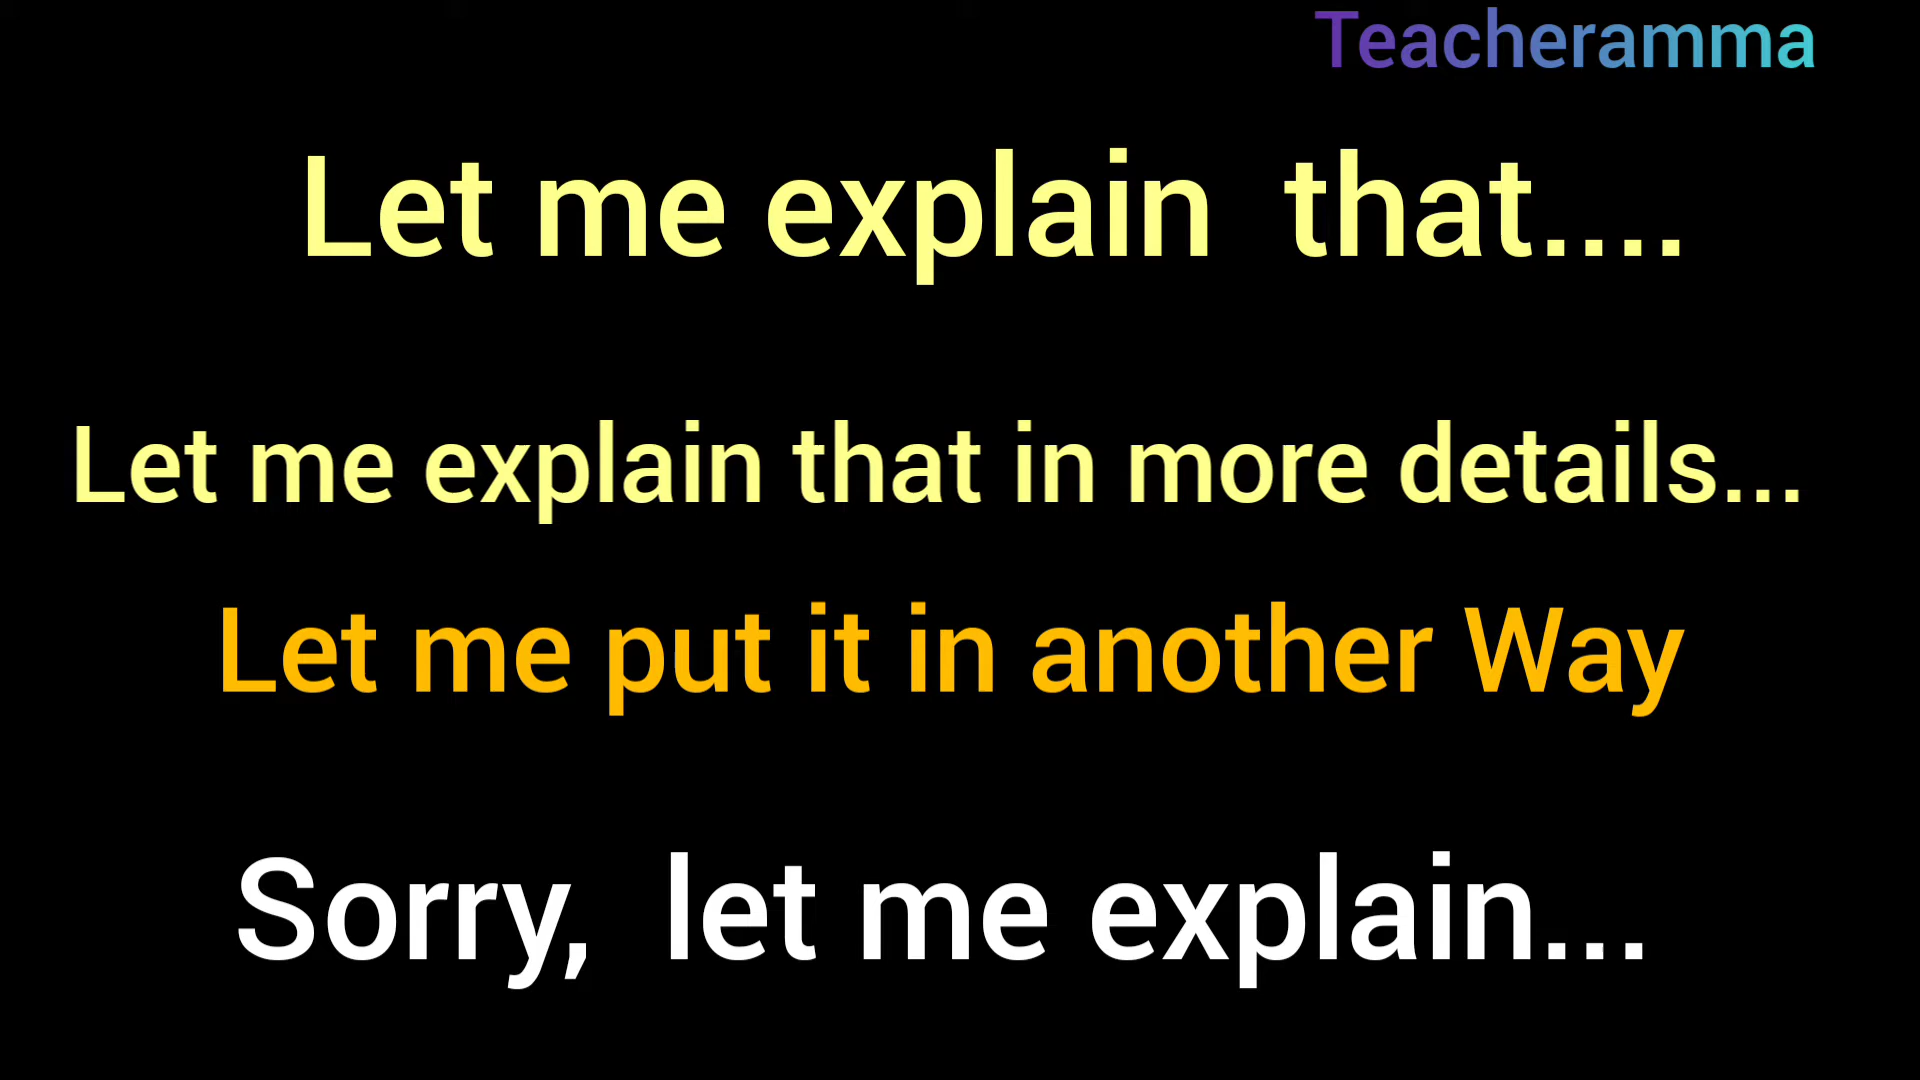 Teacheramma
Let me explain that....
Let me explain that in more details...
Let me put it in another Way
Sorry, let me explain...